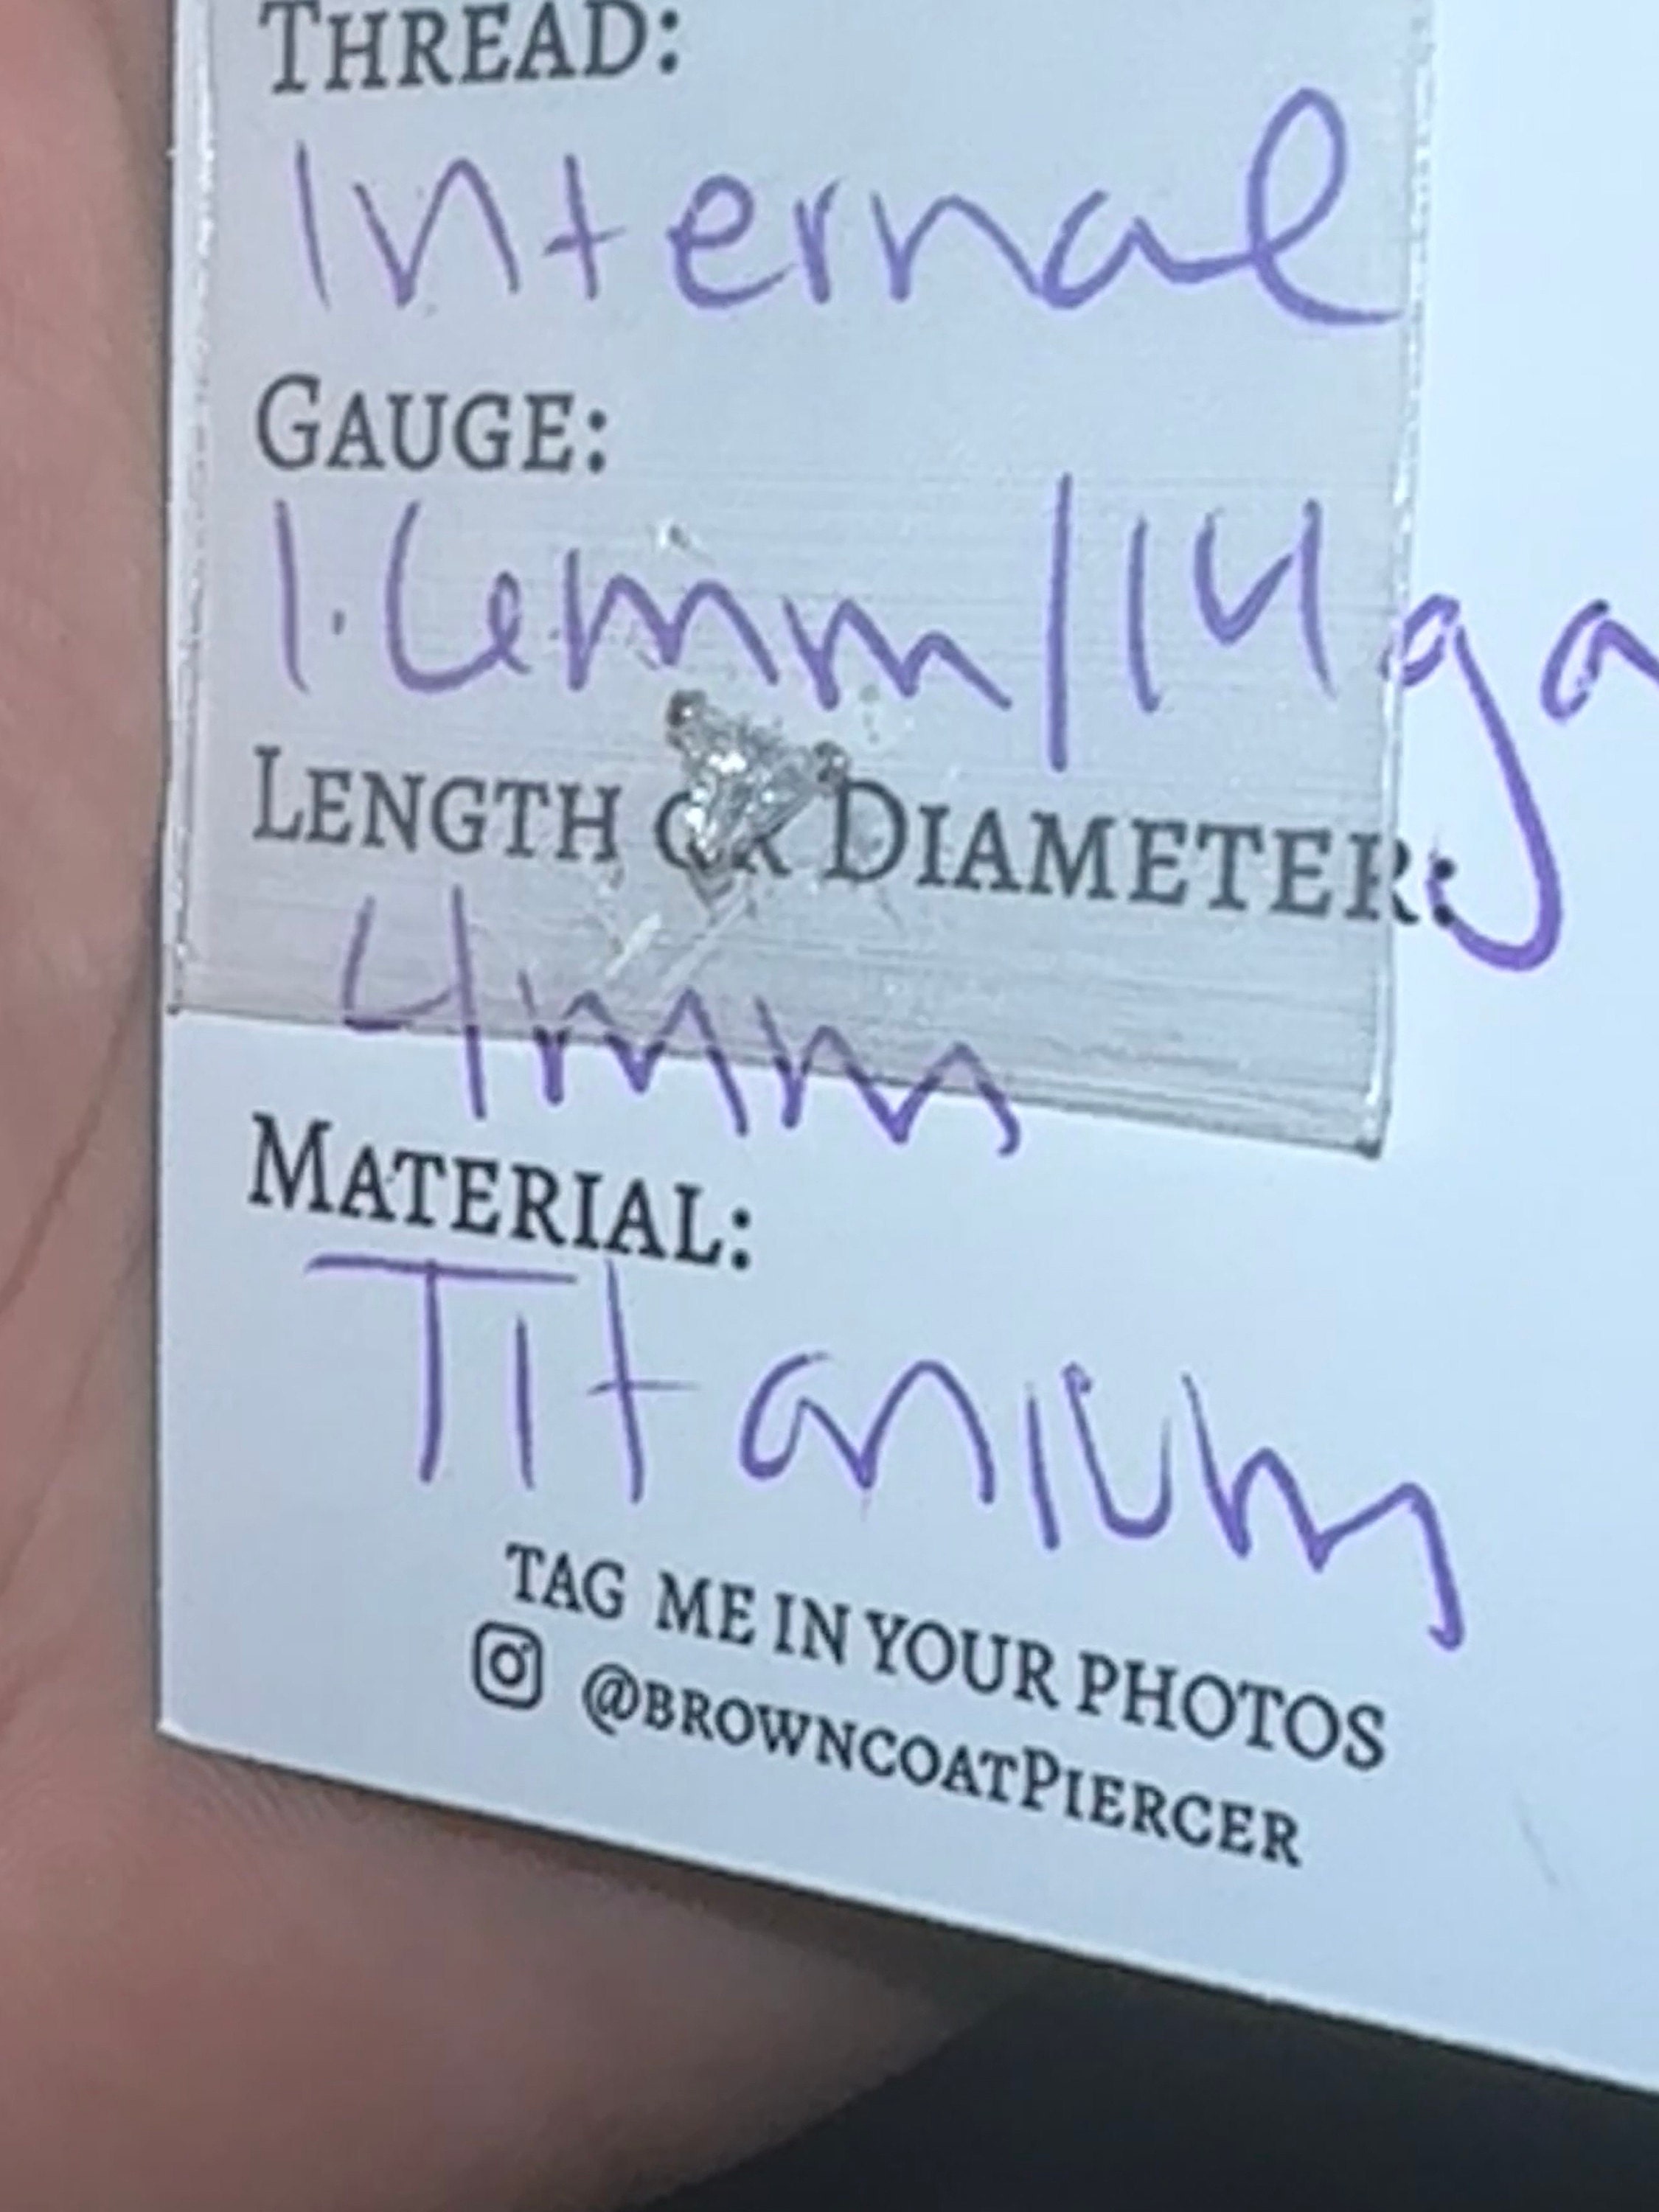 THREAD:
Internal
GAUGE:
1.6mm/14ga
LENGTH OR DIAMETER:
4mm
MATERIAL:
Titanium
TAG ME IN YOUR PHOTOS
@BROWNCOATPIERCER